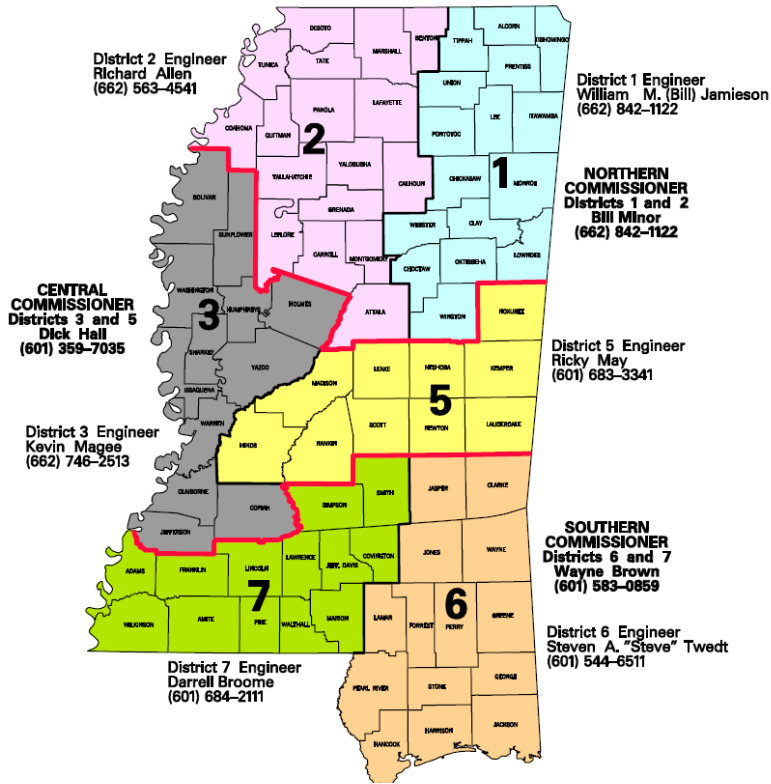 District 2 Engineer
Richard Allen
(662) 563–4541
District 1 Engineer
William M. (Bill) Jamieson
(662) 842–1122
NORTHERN
COMMISSIONER
Districts 1 and 2
Bill Minor
(662) 842–1122
CENTRAL
COMMISSIONER
Districts 3 and 5
Dick Hall
(601) 359–7035
District 5 Engineer
Ricky May
(601) 683–3341
District 3 Engineer
Kevin Magee
(662) 746–2513
SOUTHERN
COMMISSIONER
Districts 6 and 7
Wayne Brown
(601) 583–0859
District 6 Engineer
Steven A. "Steve" Twedt
(601) 544–6511
District 7 Engineer
Darrell Broome
(601) 684–2111
2
DESOTO
BENTON
TUNICA
TATE
MARSHALL
PANOLA
LAFAYETTE
COAHOMA
QUITMAN
YALOBUSHA
TALLAHATCHIE
CALHOUN
GRENADA
LEFLORE
CARROLL
MONTGOMERY
ATTALA
1
TIPPAH
ALCORN
TISHOMINGO
PRENTISS
UNION
LEE
ITAWAMBA
PONTOTOC
CHICKASAW
MONROE
WEBSTER
CLAY
CHOCTAW
OKTIBBEHA
LOWNDES
WINSTON
3
BOLIVAR
SUNFLOWER
WASHINGTON
HUMPHREYS
HOLMES
SHARKEY
YAZOO
ISSAQUENA
WARREN
CLAIBORNE
COPIAH
JEFFERSON
5
NOXUBEE
LEAKE
NESHOBA
KEMPER
MADISON
SCOTT
NEWTON
LAUDERDALE
HINDS
RANKIN
7
SIMPSON
SMITH
ADAMS
FRANKLIN
LINCOLN
LAWRENCE
JEFF. DAVIS
COVINGTON
WILKINSON
AMITE
PIKE
WALTHALL
MARION
6
JASPER
CLARKE
JONES
WAYNE
LAMAR
FORREST
PERRY
GREENE
PEARL RIVER
STONE
GEORGE
HANCOCK
HARRISON
JACKSON